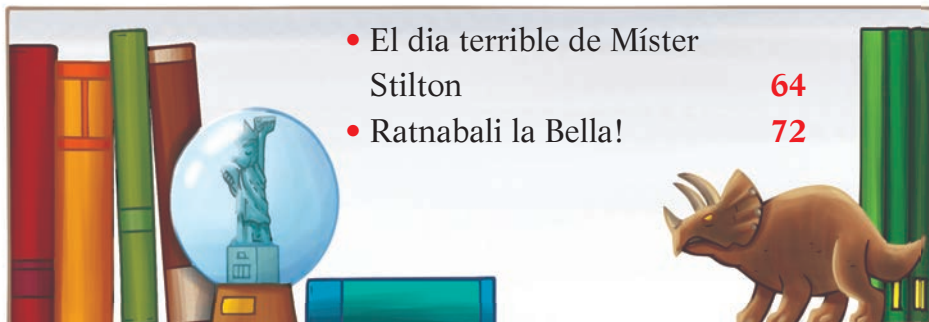 • El dia terrible de Míster
Stilton 64
• Ratnabali la Bella! 72